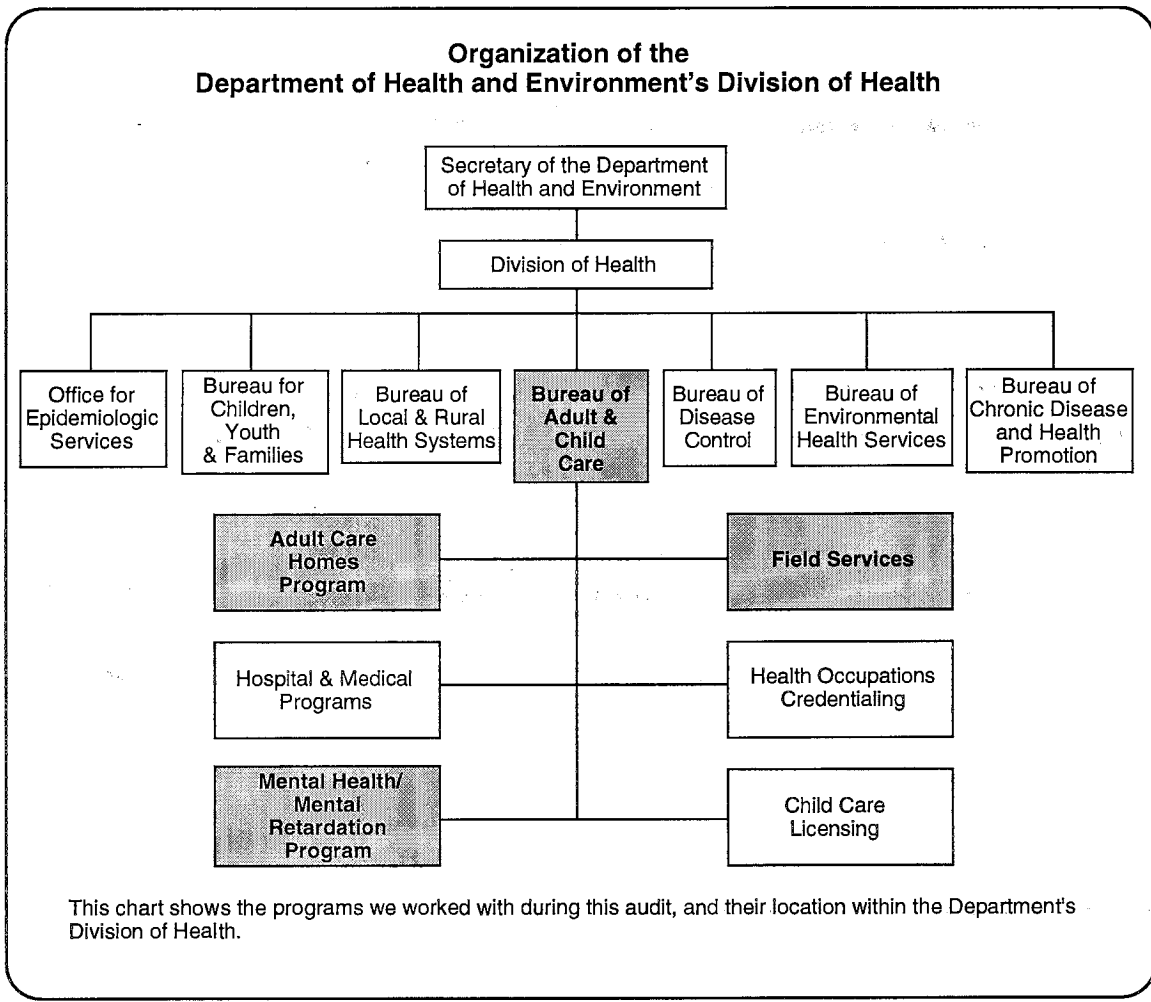 Organization of the
Department of Health and Environment's Division of Health
Secretary of the Department
of Health and Environment
Division of Health
Office for
Epidemiologic
Services
Bureau for
Children,
Youth
& Families
Bureau of
Local & Rural
Health Systems
Bureau of
Adult &
Child
Care
Bureau of
Disease
Control
Bureau of
Environmental
Health Services
Bureau of
Chronic Disease
and Health
Promotion
Adult Care
Homes
Program
Field Services
Hospital & Medical
Programs
Health Occupations
Credentialing
Mental Health/
Mental
Retardation
Program
Child Care
Licensing
This chart shows the programs we worked with during this audit, and their location within the Department's
Division of Health.